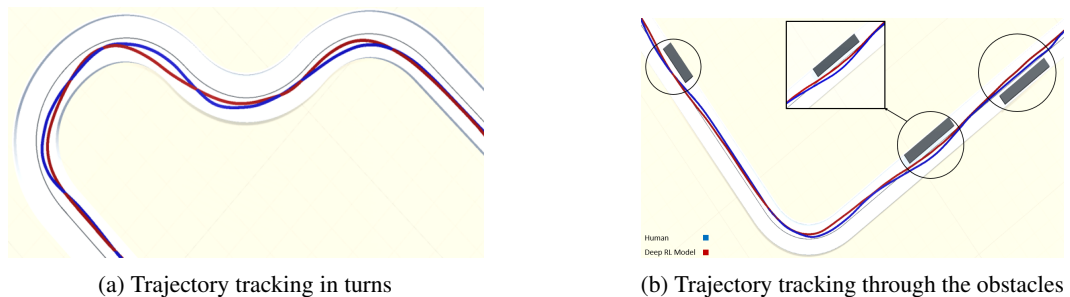 Human
Deep RL Model
(a) Trajectory tracking in turns
(b) Trajectory tracking through the obstacles